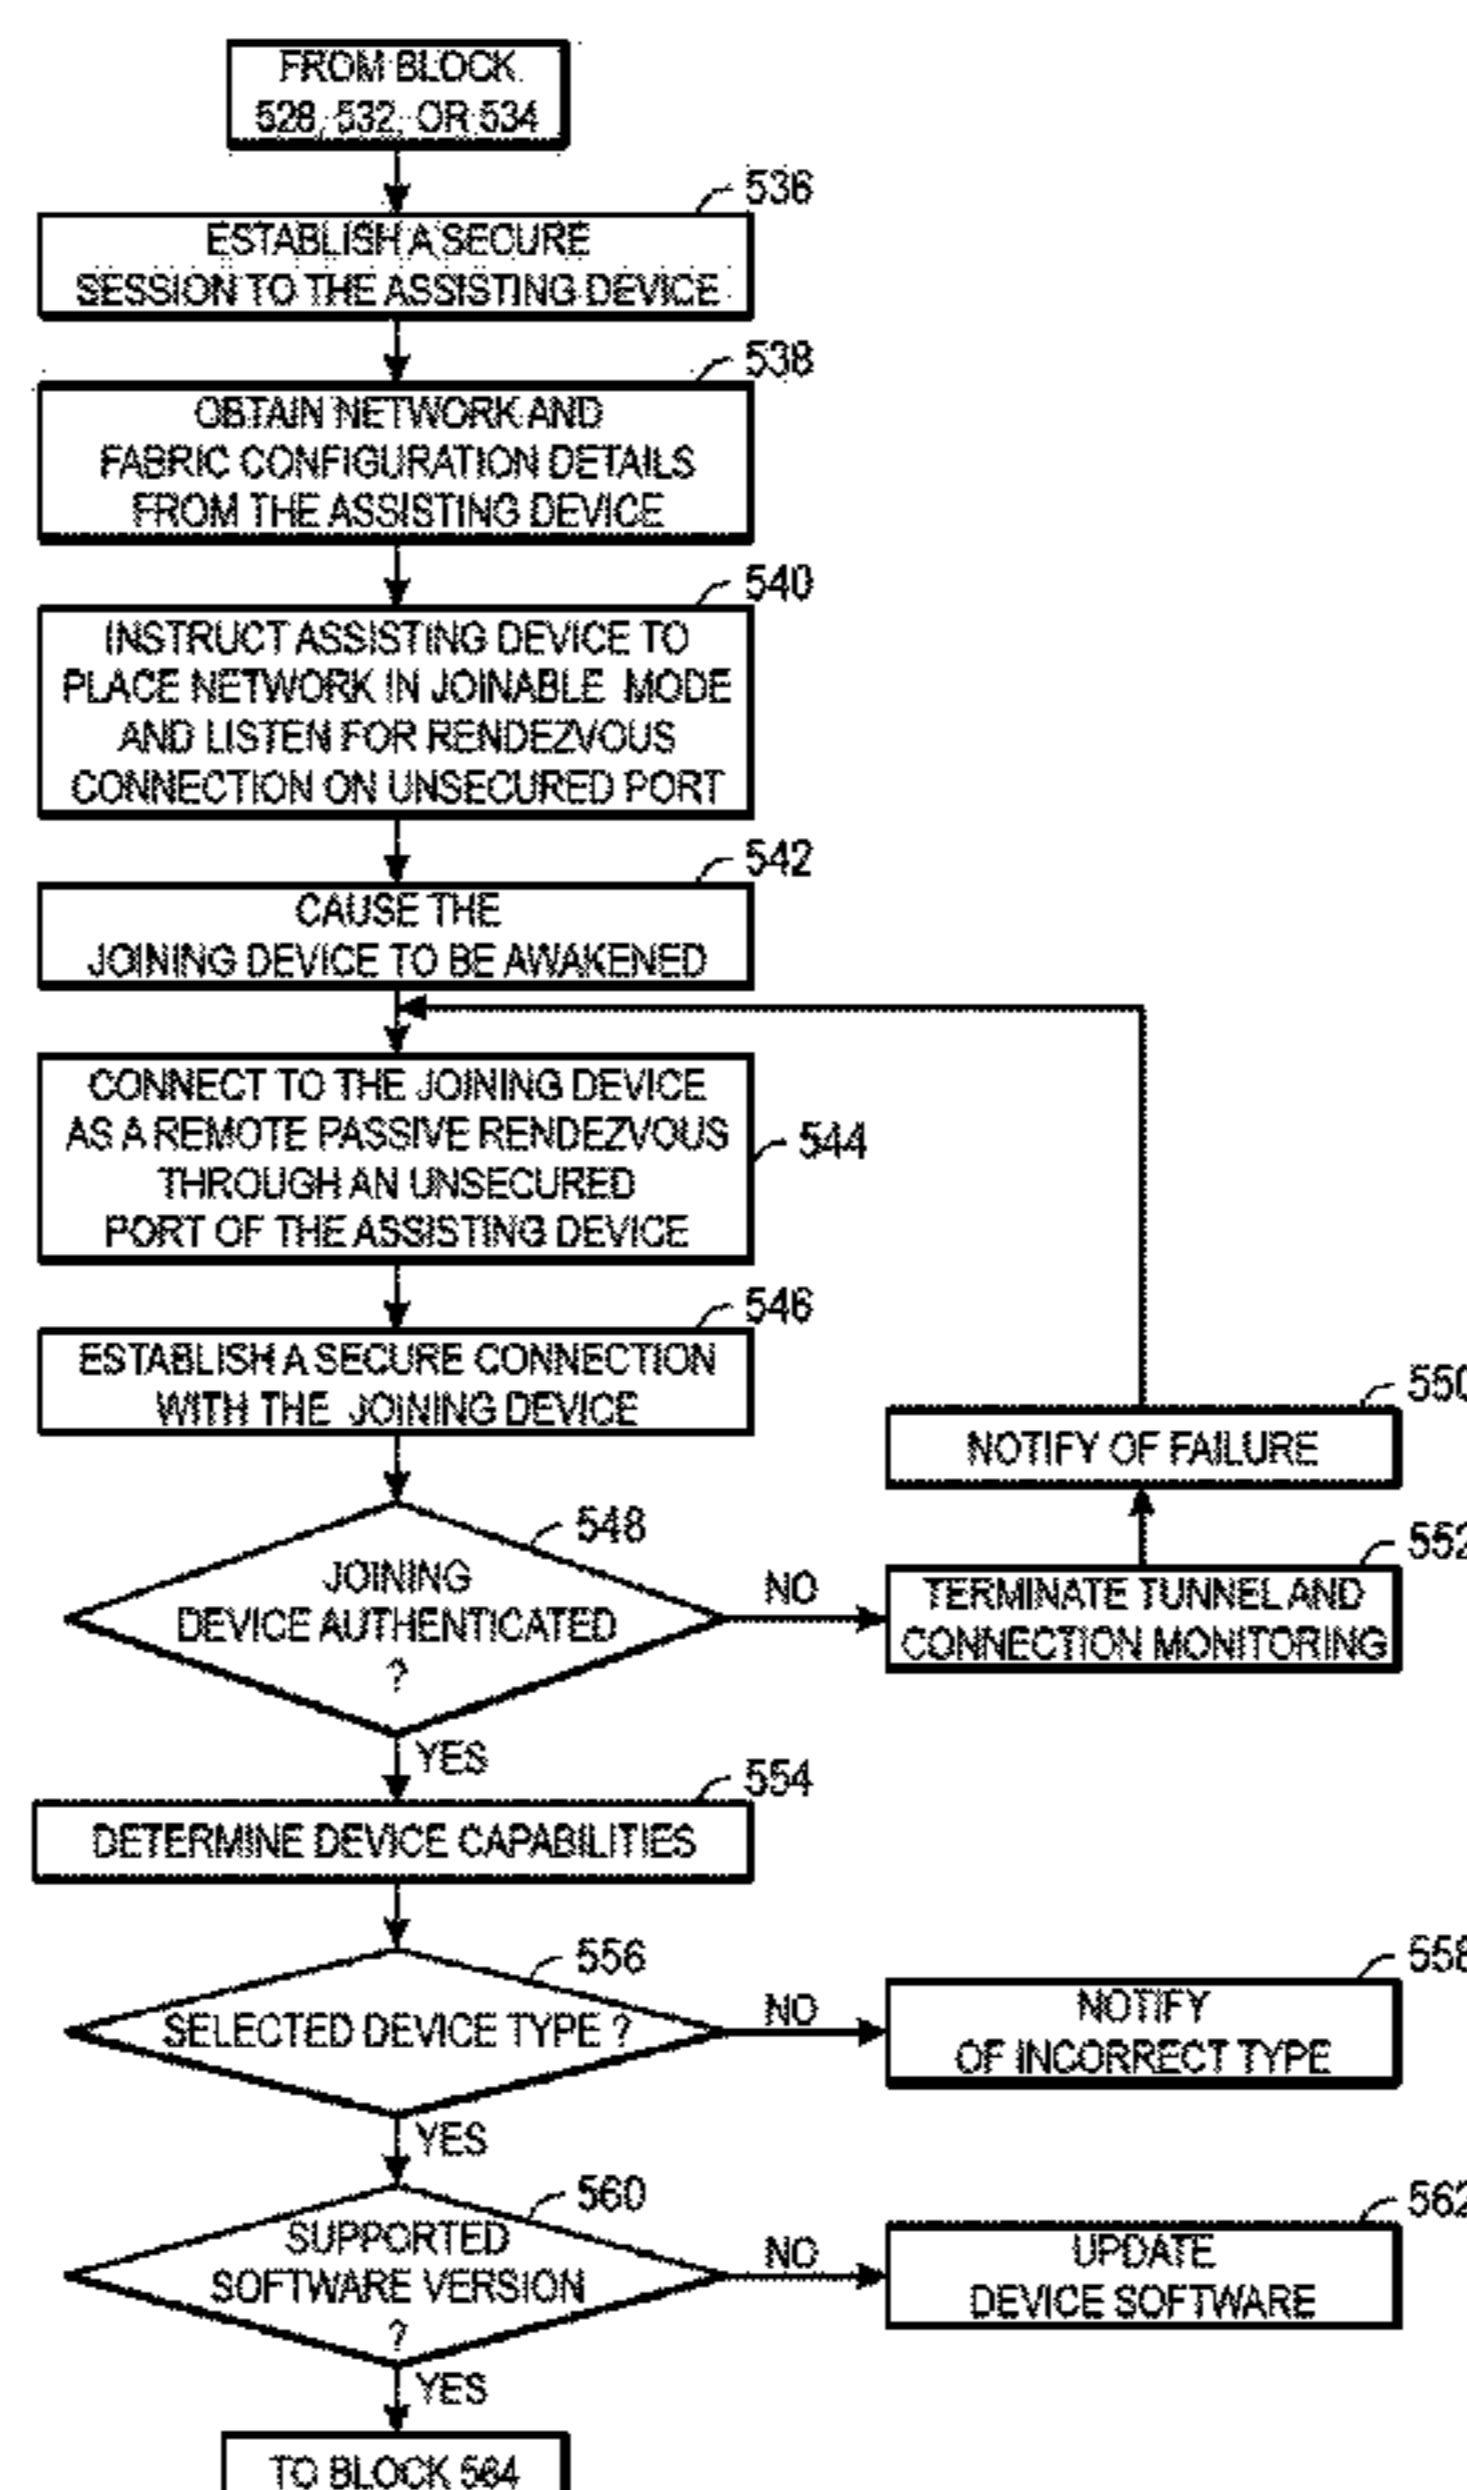 FROM BLOCK
528, 532, OR 534
536
ESTABLISH A SECURE
SESSION TO THE ASSISTING DEVICE
538
OBTAIN NETWORK AND
FABRIC CONFIGURATION DETAILS
FROM THE ASSISTING DEVICE
540
INSTRUCT ASSISTING DEVICE TO
PLACE NETWORK IN JOINABLE MODE
AND LISTEN FOR RENDEZVOUS
CONNECTION ON UNSECURED PORT
542
CAUSE THE
JOINING DEVICE TO BE AWAKENED
CONNECT TO THE JOINING DEVICE
AS A REMOTE PASSIVE RENDEZVOUS
THROUGH AN UNSECURED
PORT OF THE ASSISTING DEVICE
544
546
ESTABLISH A SECURE CONNECTION
WITH THE JOINING DEVICE
550
NOTIFY OF FAILURE
548
JOINING
DEVICE AUTHENTICATED
?
NO
552
TERMINATE TUNNEL AND
CONNECTION MONITORING
YES
554
DETERMINE DEVICE CAPABILITIES
556
SELECTED DEVICE TYPE ?
NO
558
NOTIFY
OF INCORRECT TYPE
YES
560
SUPPORTED
SOFTWARE VERSION
?
NO
562
UPDATE
DEVICE SOFTWARE
YES
TO BLOCK 564